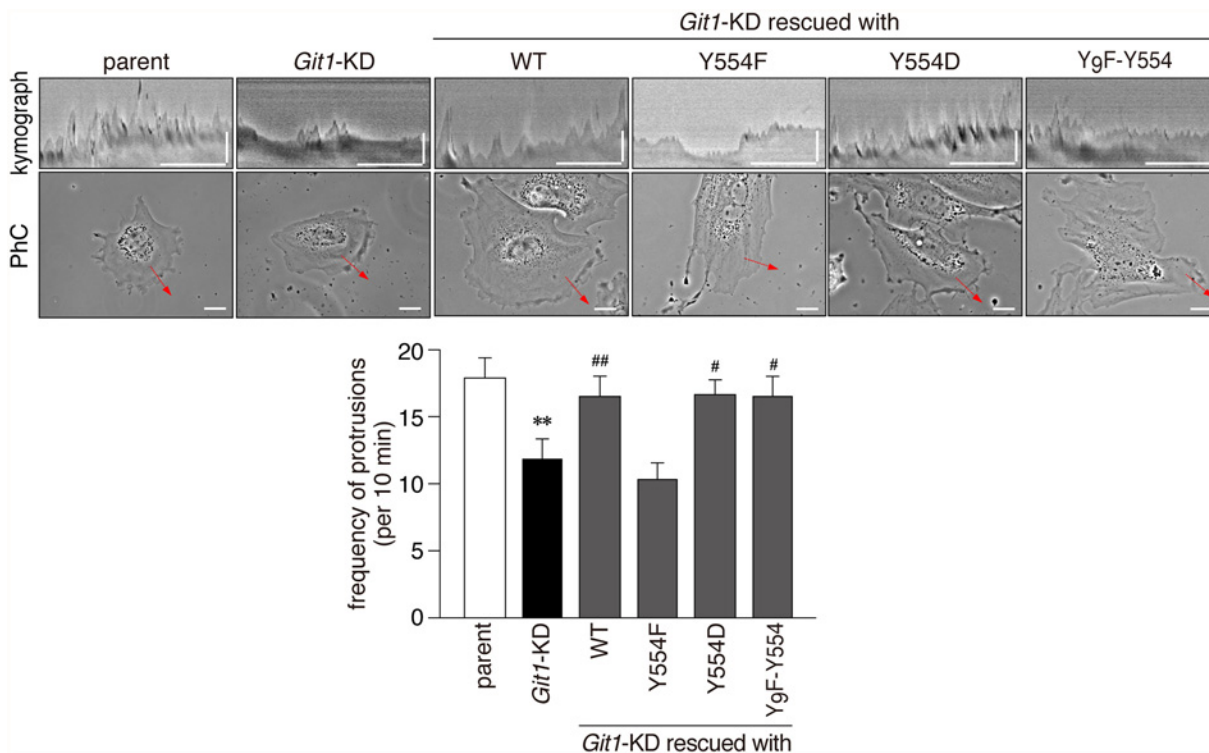 Git1-KD rescued with
parent Git1-KD WT Y554F Y554D Y9F-Y554
kymograph
PhC
frequency of protrusions
(per 10 min)
20
15
10
5
0
**
##
#
#
parent
Git1-KD
WT
Y554F
Y554D
Y9F-Y554
Git1-KD rescued with